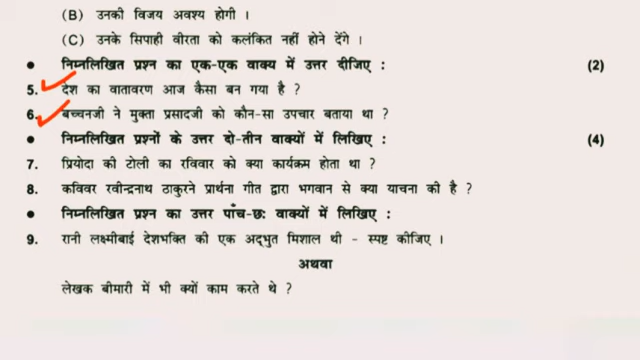 (B) उनकी विजय अवश्य होगी ।
(C) उनके सिपाही वीरता को कलंकित नहीं होने देंगे ।
● निम्नलिखित प्रश्न का एक-एक वाक्य में उत्तर दीजिए : (2)
5. देश का वातावरण आज कैसा बन गया है ?
6. बच्चनजी ने मुक्ता प्रसादजी को कौन-सा उपचार बताया था ?
● निम्नलिखित प्रश्नों के उत्तर दो-तीन वाक्यों में लिखिए : (4)
7. प्रियोदा की टोली का रविवार को क्या कार्यक्रम होता था ?
8. कविवर रवीन्द्रनाथ ठाकुरने प्रार्थना गीत द्वारा भगवान से क्या याचना की है ?
● निम्नलिखित प्रश्न का उत्तर पाँच-छः वाक्यों में लिखिए :
9. रानी लक्ष्मीबाई देशभक्ति की एक अद्भुत मिशाल थी - स्पष्ट कीजिए ।
अथवा
लेखक बीमारी में भी क्यों काम करते थे ?